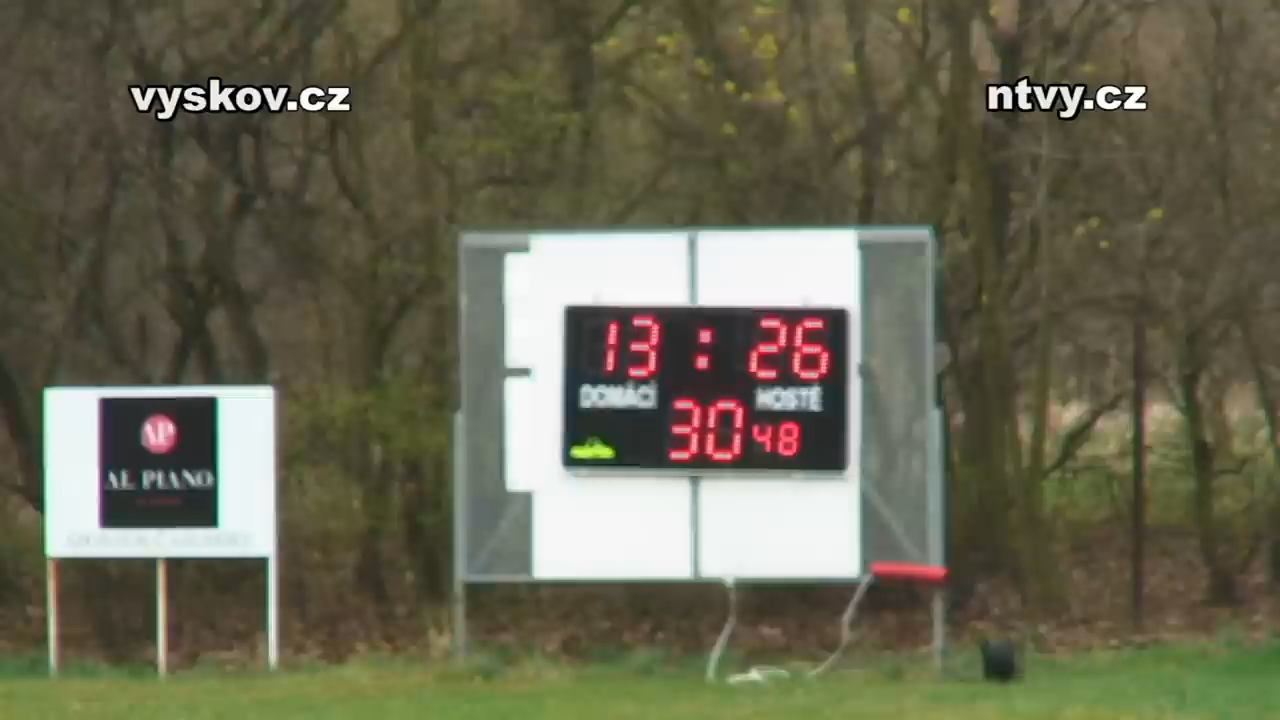 vyskov.cz
ntvy.cz
13 : 26
DOMÁCÍ
HOSTÉ
30 48
AP
AL PIANO